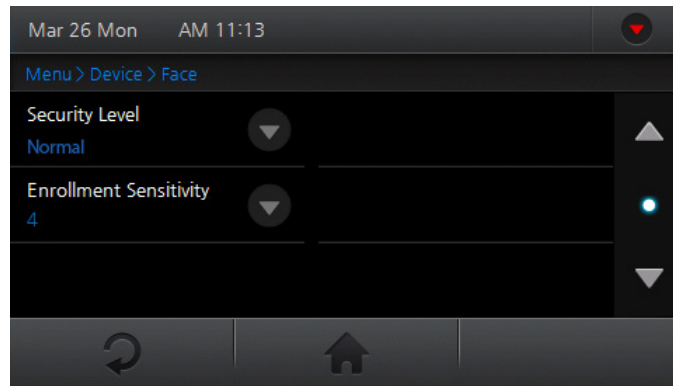 Mar 26 Mon AM 11:13
Menu > Device > Face
Security Level
Normal
Enrollment Sensitivity
4